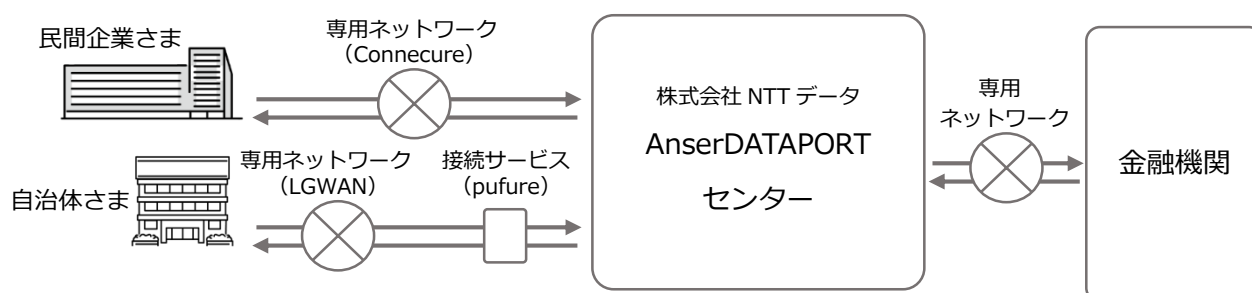 民間企業さま
専用ネットワーク
（Connecure）
自治体さま
専用ネットワーク
（LGWAN）
接続サービス
（pufure）
株式会社 NTT データ
AnserDATAPORT
センター
専用
ネットワーク
金融機関